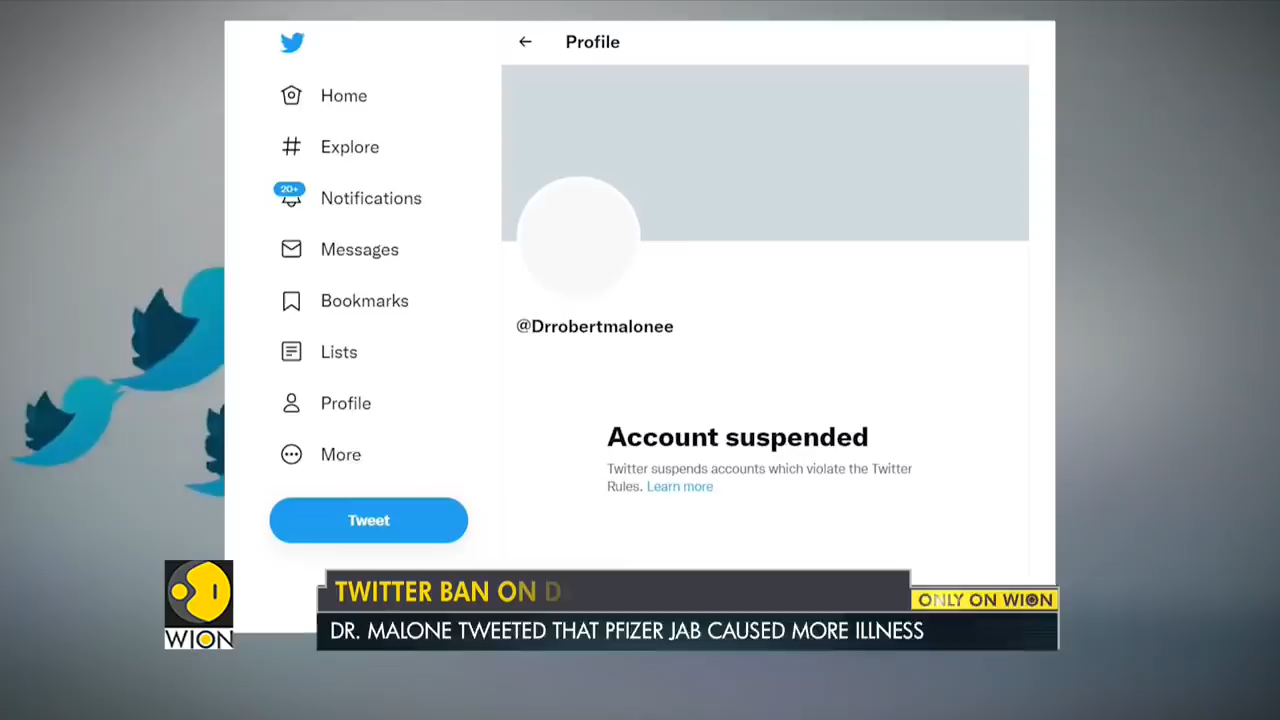 Profile
Home
Explore
20+
Notifications
Messages
Bookmarks
Lists
Profile
More
Tweet
@Drrobertmalonee
Account suspended
Twitter suspends accounts which violate the Twitter
Rules. Learn more
TWITTER BAN ON D
ONLY ON WION
DR. MALONE TWEETED THAT PFIZER JAB CAUSED MORE ILLNESS
WION